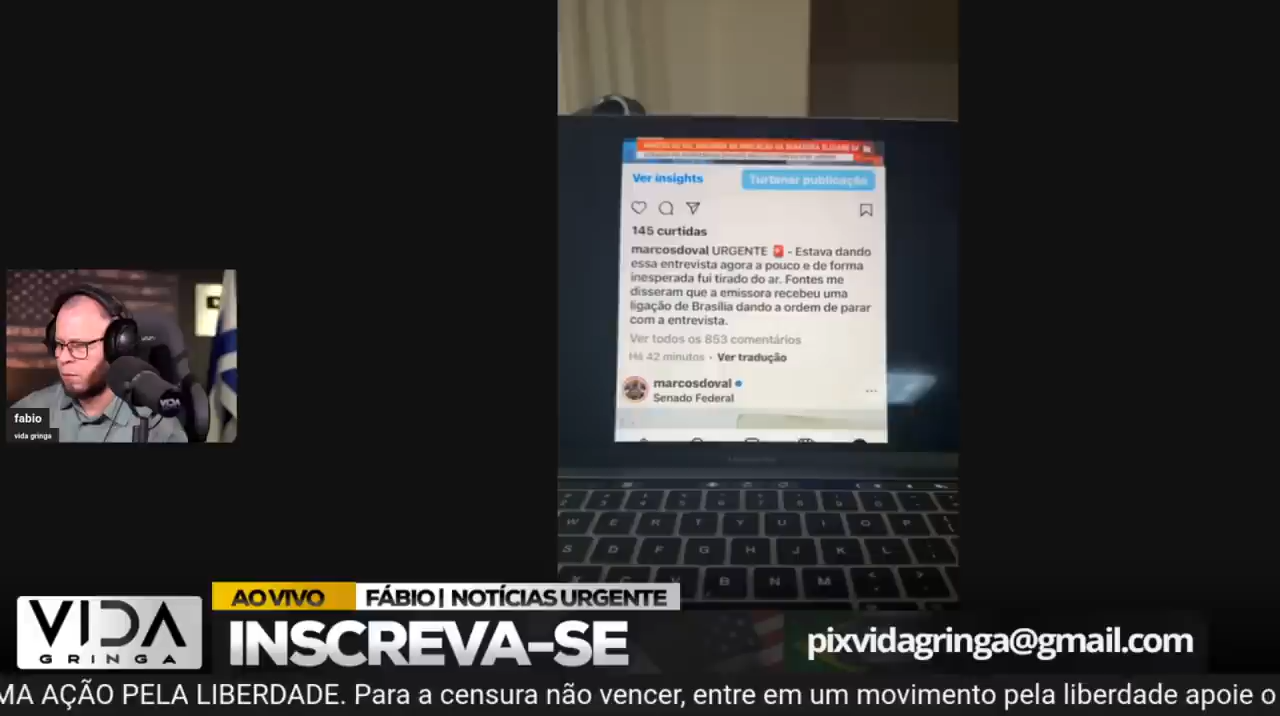 Ver insights
Turbinar publicação
145 curtidas
marcosdoval URGENTE 🚨 - Estava dando
essa entrevista agora a pouco e de forma
inesperada fui tirado do ar. Fontes me
disseram que a emissora recebeu uma
ligação de Brasília dando a ordem de parar
com a entrevista.
Ver todos os 853 comentários
Há 42 minutos · Ver tradução
marcosdoval
Senado Federal
fabio
vida gringa
VIDA
W E R T Y U I O P
S D F G H J K L
X C V B N M
AO VIVO FÁBIO | NOTÍCIAS URGENTE
VIDA
GRINGA
INSCREVA-SE
pixvidagringa@gmail.com
MA AÇÃO PELA LIBERDADE. Para a censura não vencer, entre em um movimento pela liberdade apoie o